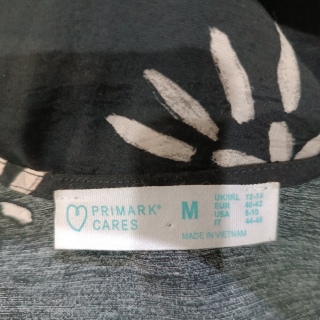 PRIMARK®
CARES
M
UK/IRL 12-14
EUR 40-42
USA 8-10
IT 44-46
MADE IN VIETNAM